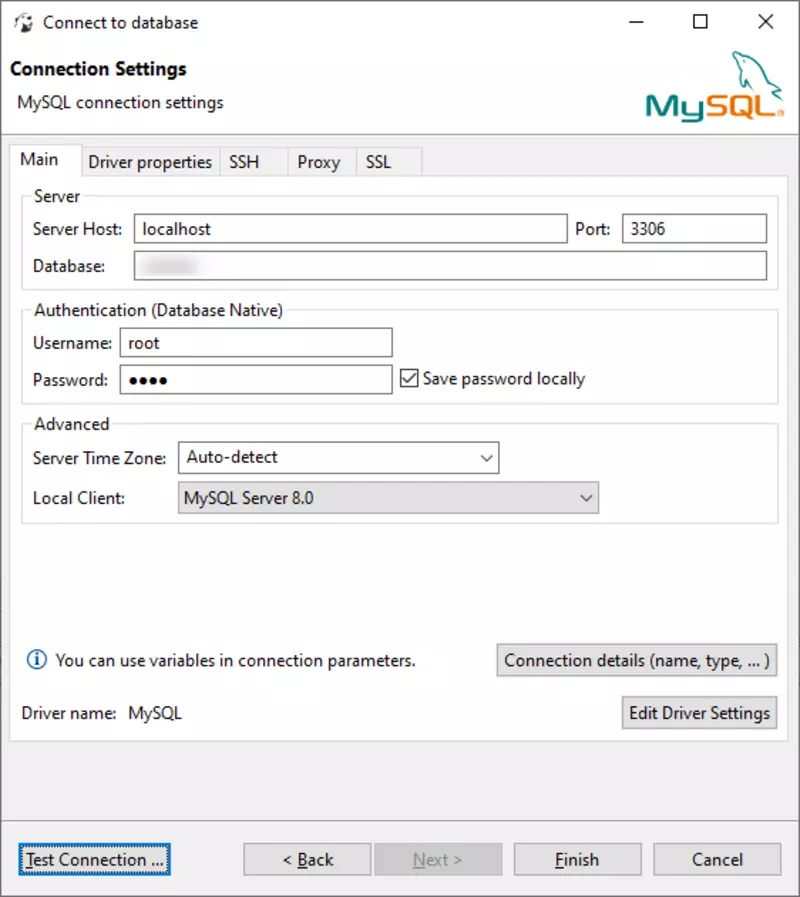 Connect to database
Connection Settings
MySQL connection settings
MySQL®
Main Driver properties SSH Proxy SSL
Server
Server Host: localhost Port: 3306
Database:
Authentication (Database Native)
Username: root
Password: ●●●● Save password locally
Advanced
Server Time Zone: Auto-detect
Local Client: MySQL Server 8.0
You can use variables in connection parameters. Connection details (name, type, ... )
Driver name: MySQL Edit Driver Settings
Test Connection ... < Back Next > Finish Cancel